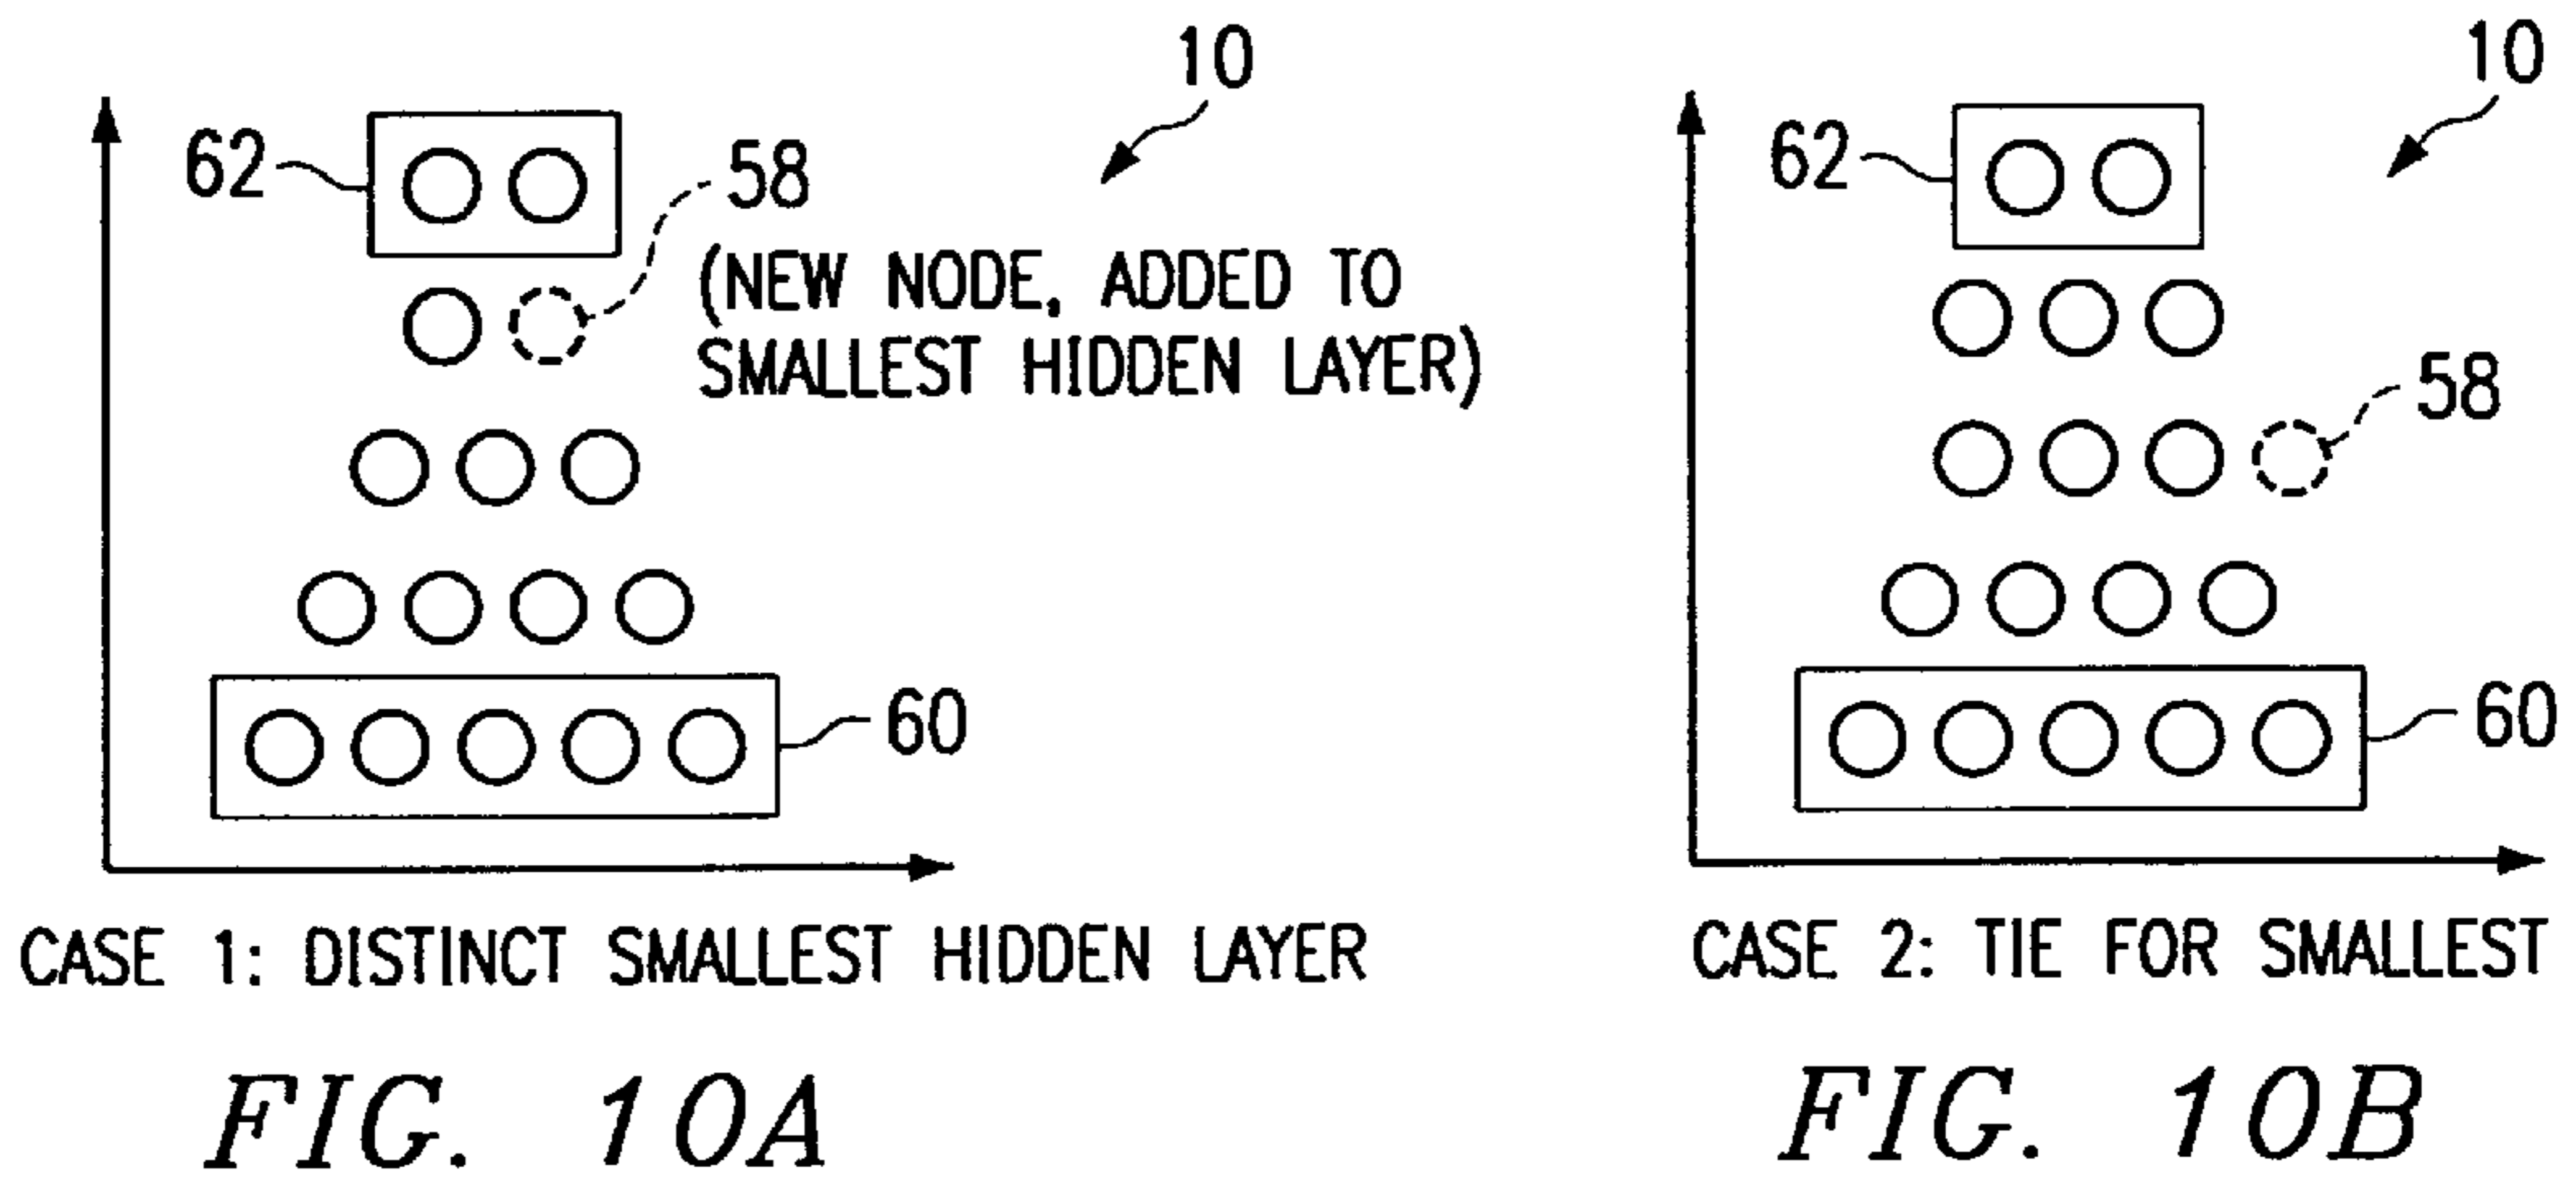 10
62
58
(NEW NODE, ADDED TO
SMALLEST HIDDEN LAYER)
60
CASE 1: DISTINCT SMALLEST HIDDEN LAYER
FIG. 10A
10
62
58
60
CASE 2: TIE FOR SMALLEST
FIG. 10B